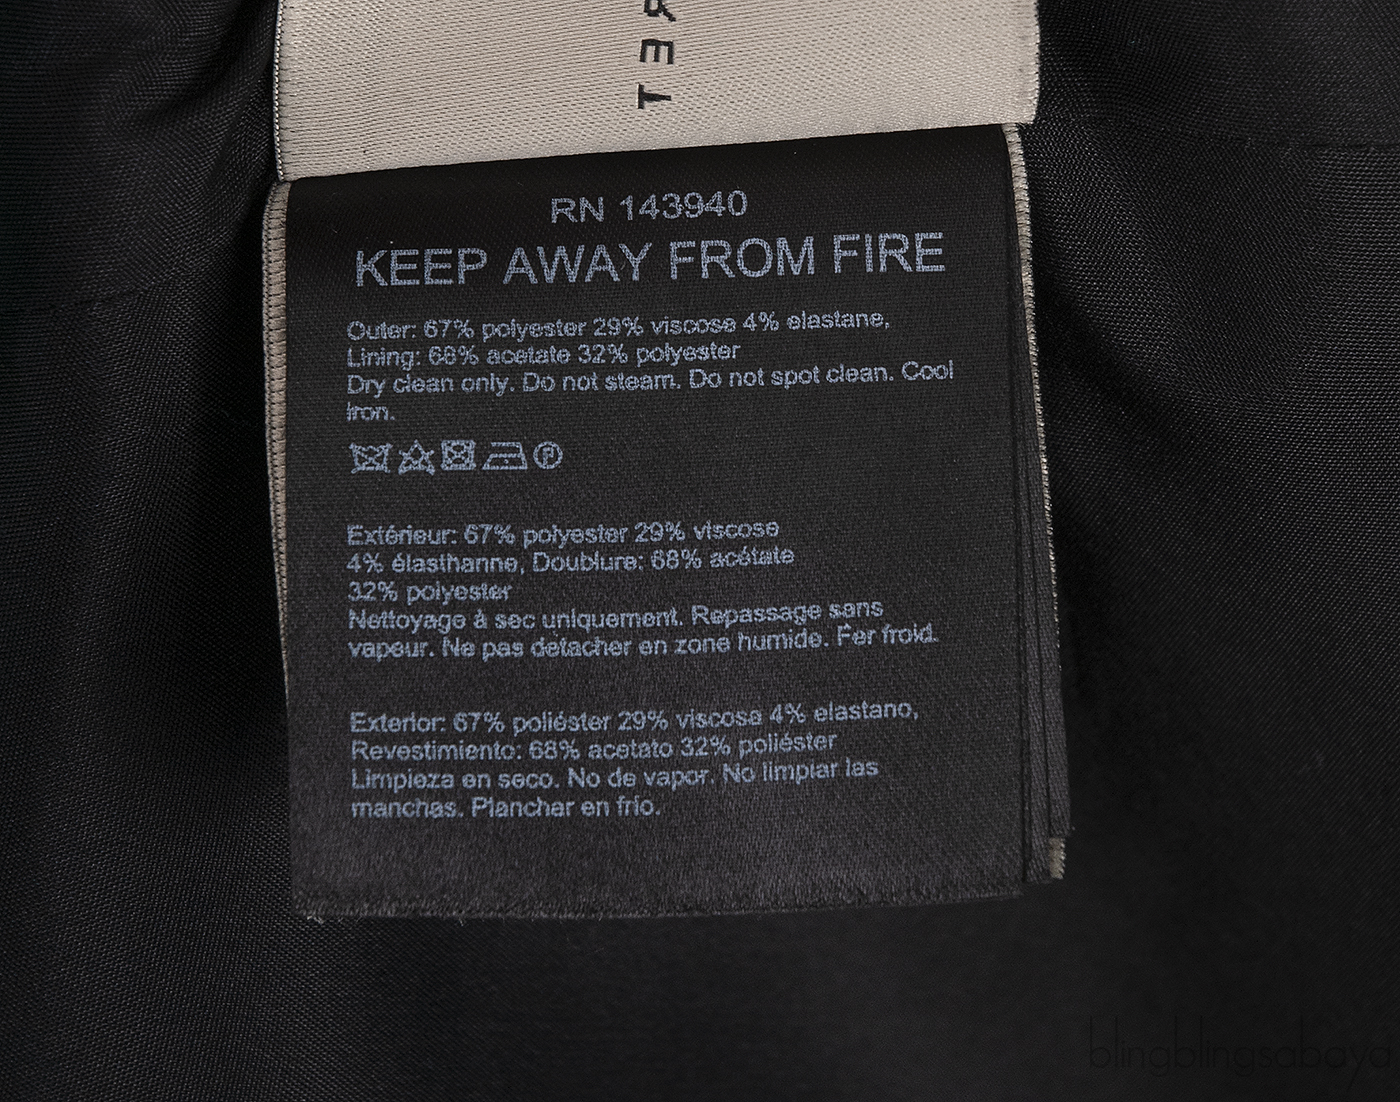 RET
RN 143940
KEEP AWAY FROM FIRE
Outer: 67% polyester 29% viscose 4% elastane,
Lining: 68% acetate 32% polyester
Dry clean only. Do not steam. Do not spot clean. Cool
Iron.
P
Extérieur: 67% polyester 29% viscose
4% élasthanne, Doublure: 68% acétate
32% polyester
Nettoyage à sec uniquement. Repassage sans
vapeur. Ne pas détacher en zone humide. Fer froid.
Exterior: 67% poliéster 29% viscosa 4% elastano,
Revestimiento: 68% acetato 32% poliéster
Limpieza en seco. No de vapor. No limpiar las
manchas. Planchar en frío.
blingblingsabaya